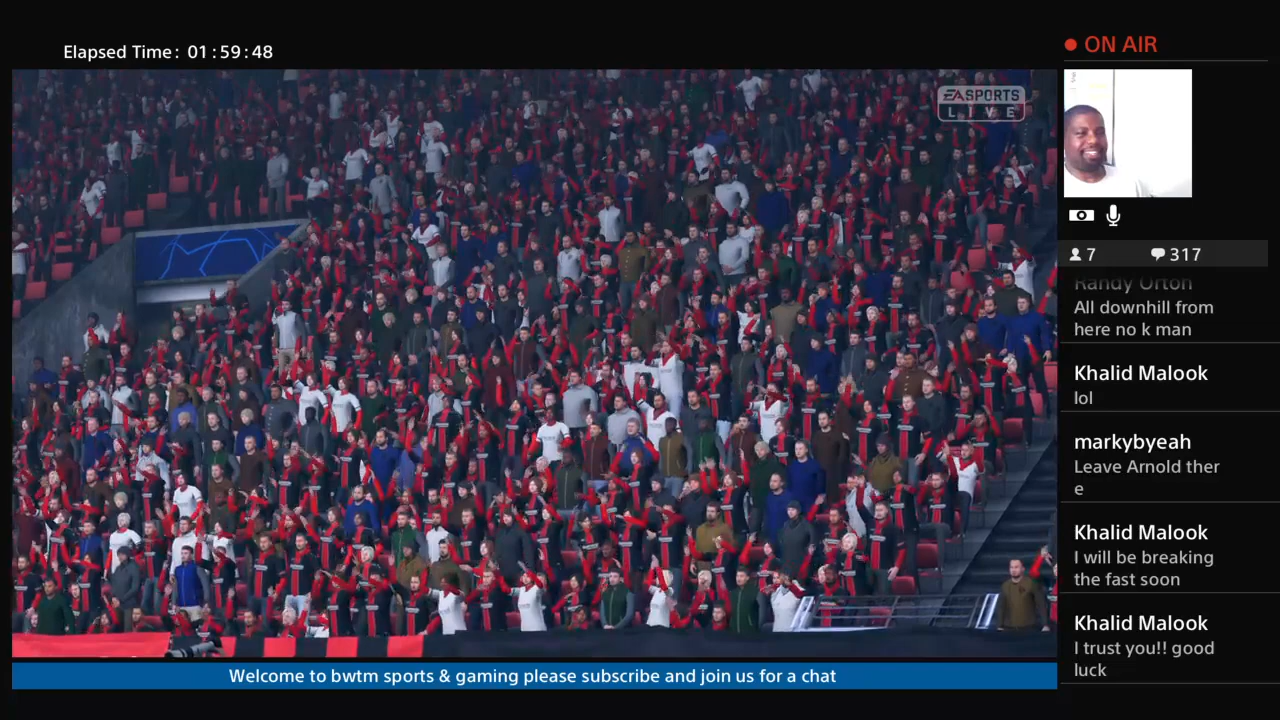 Elapsed Time: 01:59:48
ON AIR
EA SPORTS
LIVE
7
317
Randy Orton
All downhill from
here no k man
Khalid Malook
lol
markybyeah
Leave Arnold ther
e
Khalid Malook
I will be breaking
the fast soon
Khalid Malook
I trust you!! good
luck
Welcome to bwtm sports & gaming please subscribe and join us for a chat